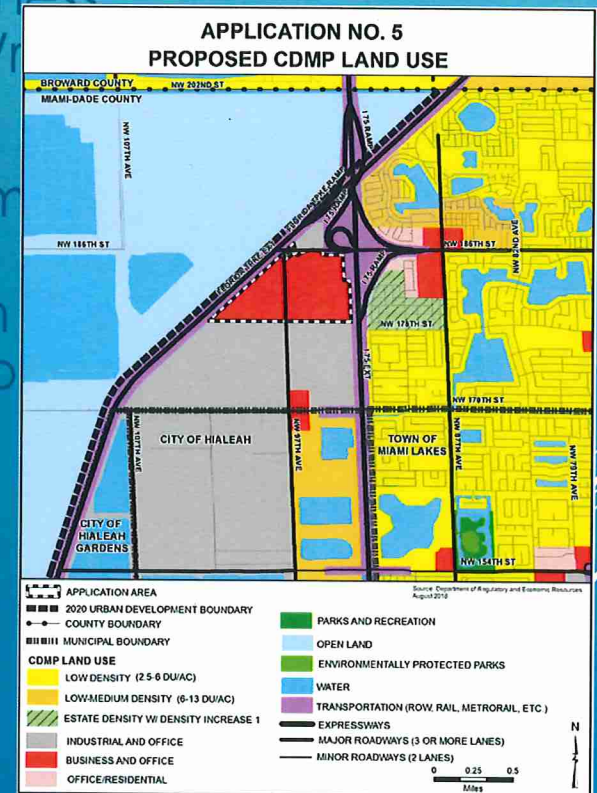 APPLICATION NO. 5
PROPOSED CDMP LAND USE
BROWARD COUNTY
NW 202ND ST
MIAMI-DADE COUNTY
NW 107TH AVE
I 75 RAMP
NW 186TH ST
NW 186TH ST
NW 82ND AVE
I 75 RAMP
NW 178TH ST
I 75 EXT
NW 170TH ST
CITY OF HIALEAH
TOWN OF
MIAMI LAKES
NW 107TH AVE
NW 97TH AVE
NW 87TH AVE
CITY OF
HIALEAH
GARDENS
NW 154TH ST
Source: Department of Regulatory and Economic Resources
August 2018
APPLICATION AREA
2020 URBAN DEVELOPMENT BOUNDARY
COUNTY BOUNDARY
MUNICIPAL BOUNDARY
CDMP LAND USE
LOW DENSITY (2.5-6 DU/AC)
LOW-MEDIUM DENSITY (6-13 DU/AC)
ESTATE DENSITY W/ DENSITY INCREASE 1
INDUSTRIAL AND OFFICE
BUSINESS AND OFFICE
OFFICE/RESIDENTIAL
PARKS AND RECREATION
OPEN LAND
ENVIRONMENTALLY PROTECTED PARKS
WATER
TRANSPORTATION (ROW, RAIL, METRORAIL, ETC.)
EXPRESSWAYS
MAJOR ROADWAYS (3 OR MORE LANES)
MINOR ROADWAYS (2 LANES)
N
0 0.25 0.5
Miles